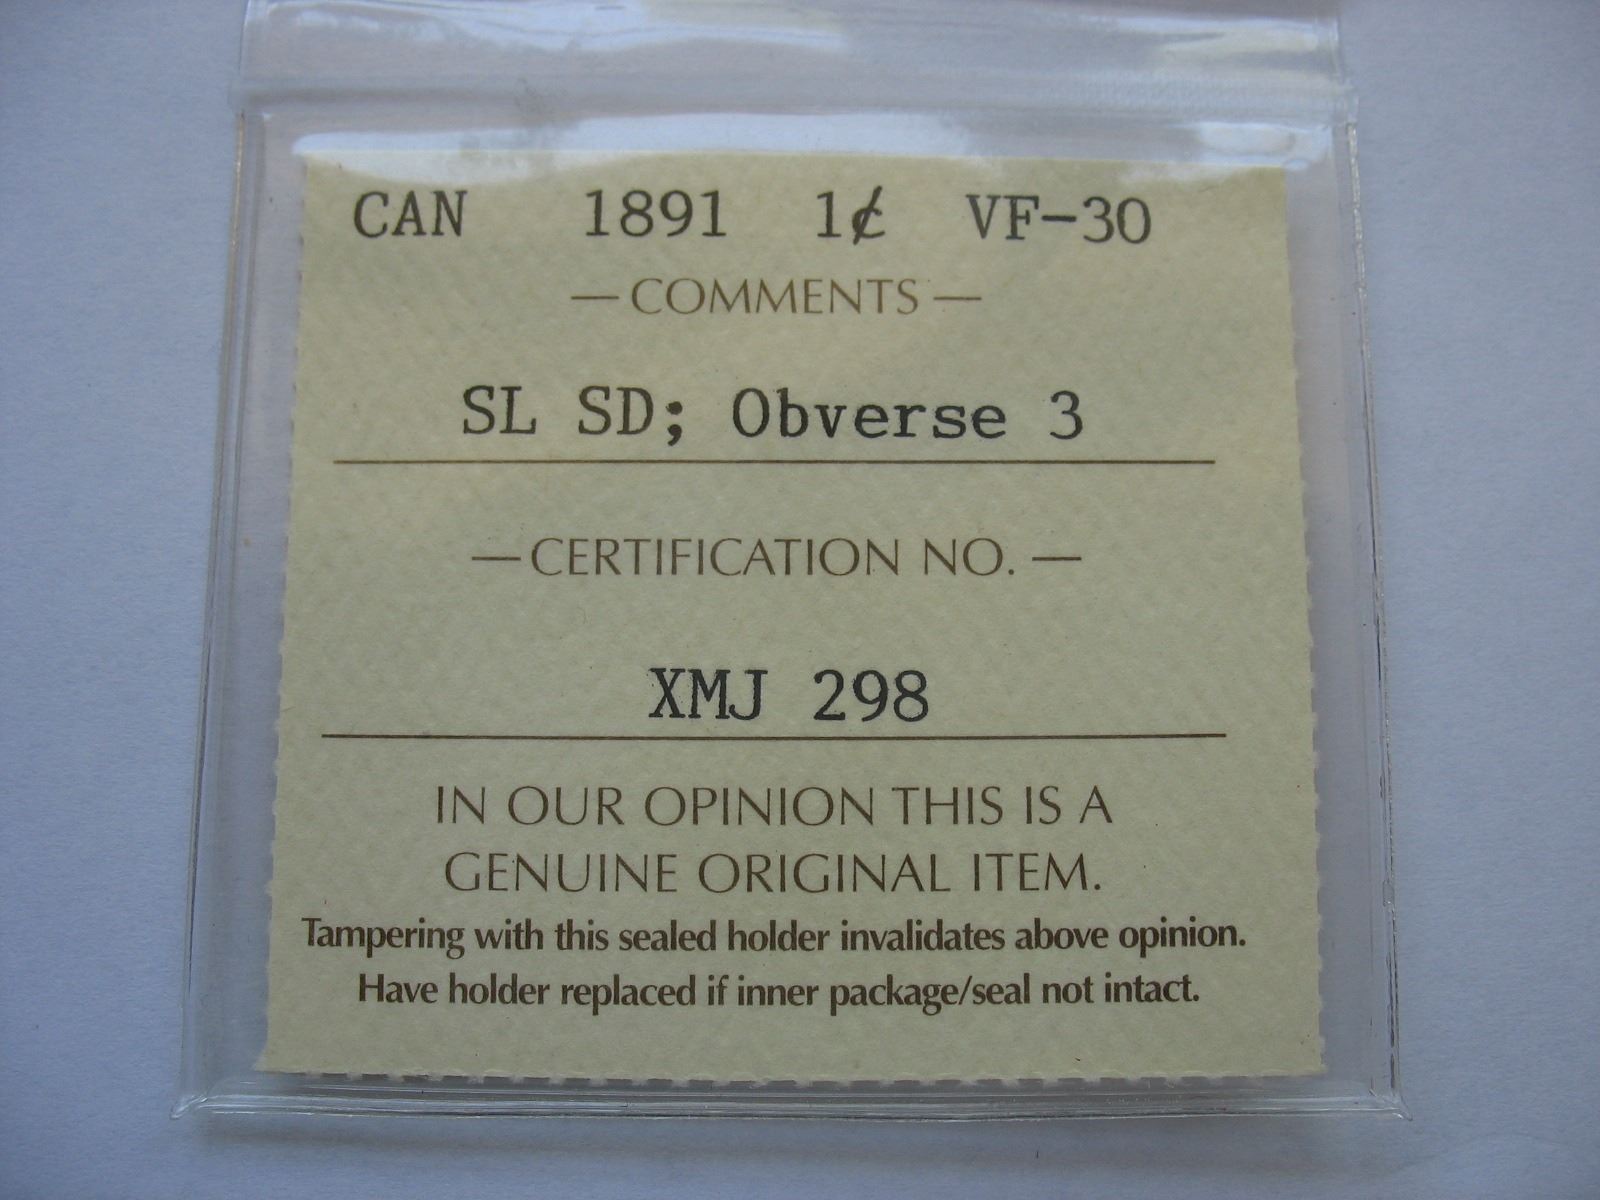 CAN 1891 1¢ VF-30
— COMMENTS —
SL SD; Obverse 3
— CERTIFICATION NO. —
XMJ 298
IN OUR OPINION THIS IS A
GENUINE ORIGINAL ITEM.
Tampering with this sealed holder invalidates above opinion.
Have holder replaced if inner package/seal not intact.